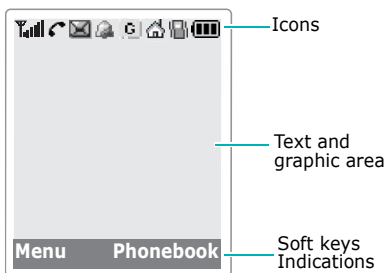 G
Icons
Text and
graphic area
Menu Phonebook
Soft keys
Indications